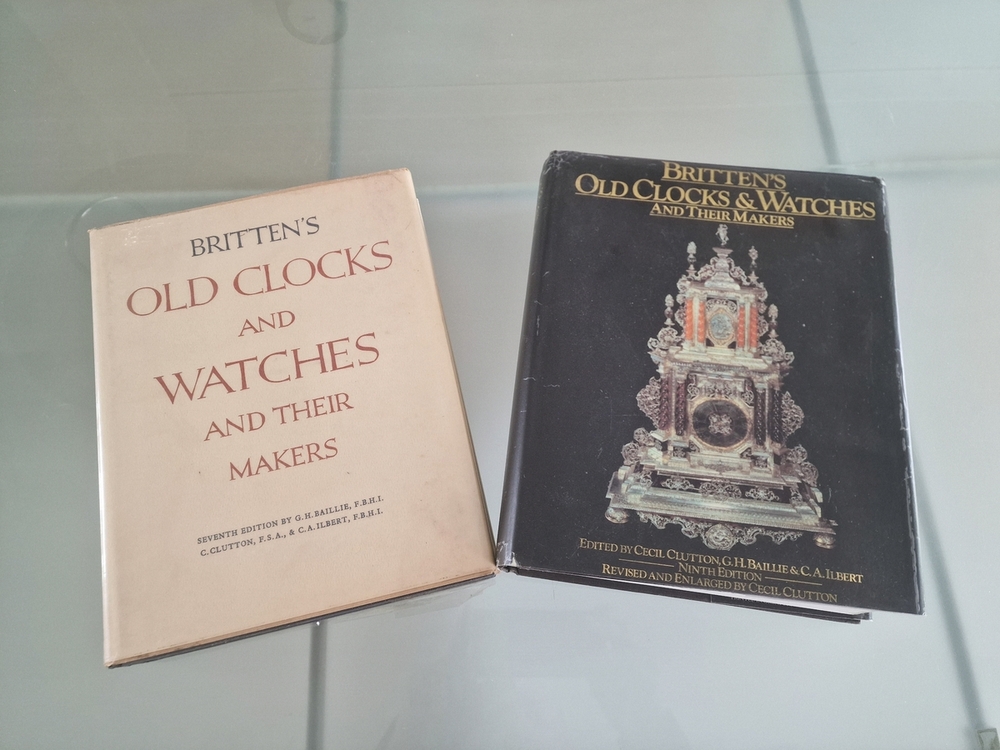 BRITTEN'S
OLD CLOCKS
AND
WATCHES
AND THEIR
MAKERS
SEVENTH EDITION BY G.H. BAILLIE, F.B.H.I.
C. CLUTTON, F.S.A., & C.A. ILBERT, F.B.H.I.
BRITTEN'S
OLD CLOCKS & WATCHES
AND THEIR MAKERS
EDITED BY CECIL CLUTTON, G.H. BAILLIE & C.A. ILBERT
NINTH EDITION
REVISED AND ENLARGED BY CECIL CLUTTON